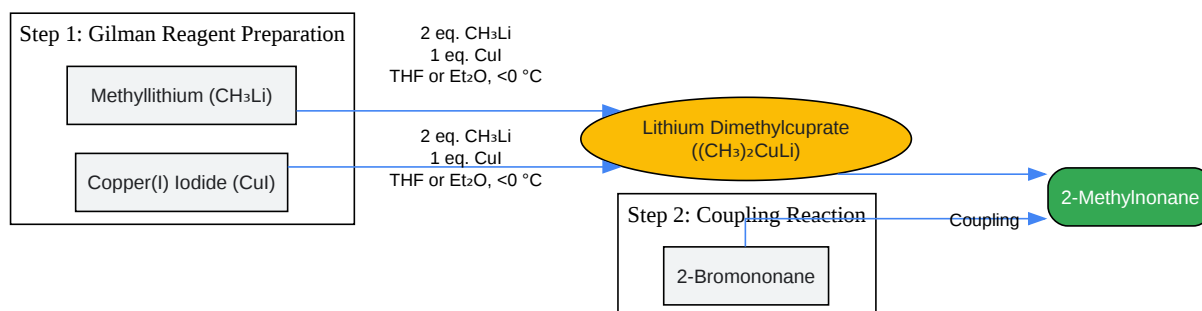 Step 1: Gilman Reagent Preparation
Methyllithium (CH₃Li)
Copper(I) Iodide (CuI)
2 eq. CH₃Li
1 eq. CuI
THF or Et₂O, <0 °C
2 eq. CH₃Li
1 eq. CuI
THF or Et₂O, <0 °C
Lithium Dimethylcuprate
((CH₃)₂CuLi)
Step 2: Coupling Reaction
2-Bromononane
Coupling
2-Methylnonane